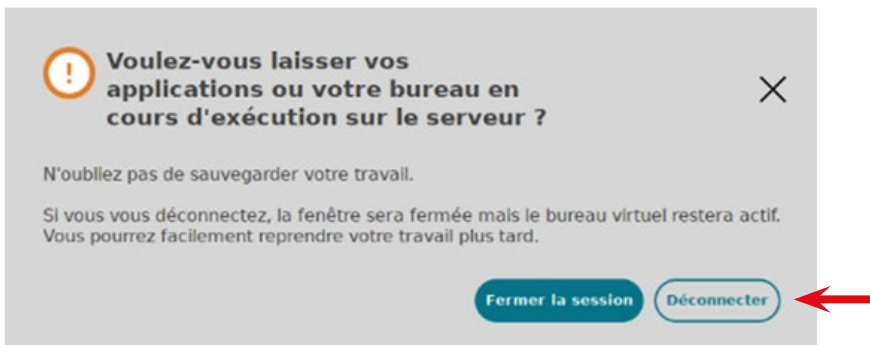 Voulez-vous laisser vos
applications ou votre bureau en
cours d'exécution sur le serveur ?
N'oubliez pas de sauvegarder votre travail.
Si vous vous déconnectez, la fenêtre sera fermée mais le bureau virtuel restera actif.
Vous pourrez facilement reprendre votre travail plus tard.
Fermer la session Déconnecter